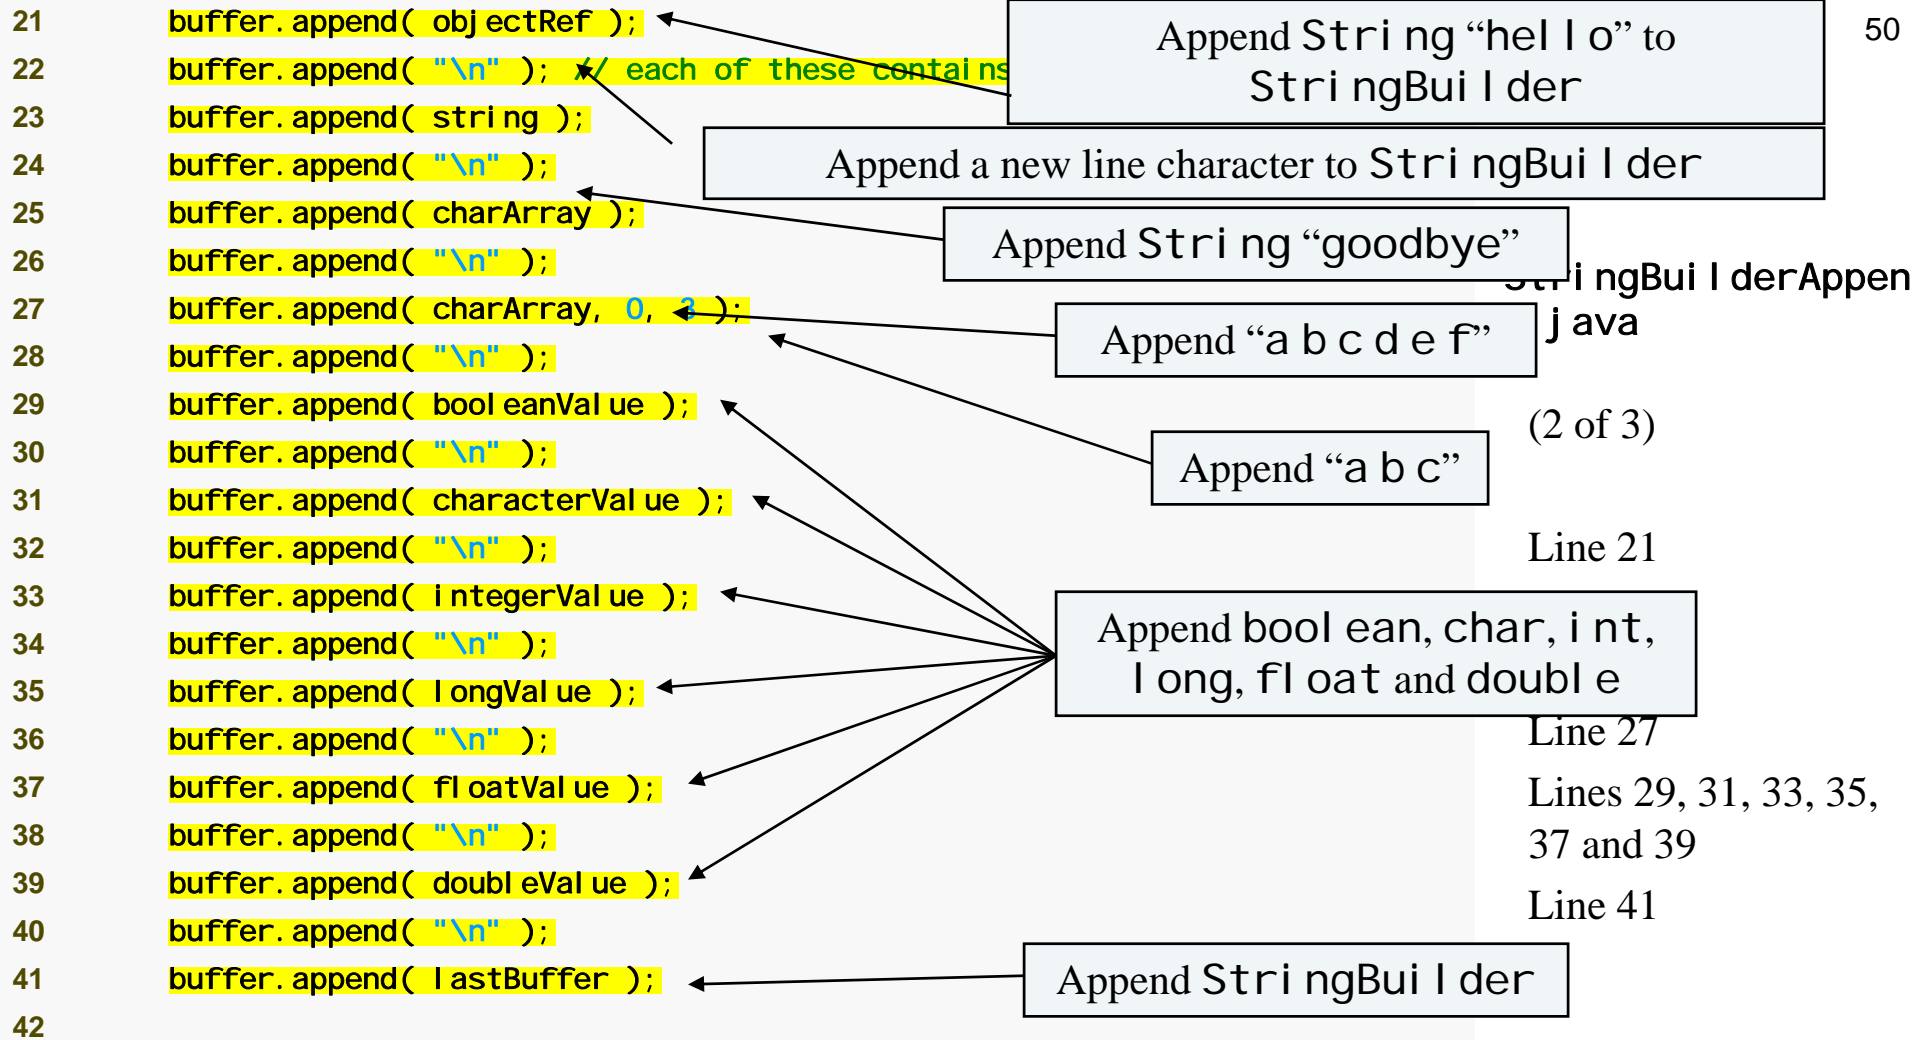 21 buffer.append( objectRef );
22 buffer.append( "\n" ); // each of these contains
23 buffer.append( string );
24 buffer.append( "\n" );
25 buffer.append( charArray );
26 buffer.append( "\n" );
27 buffer.append( charArray, 0, 3 );
28 buffer.append( "\n" );
29 buffer.append( booleanValue );
30 buffer.append( "\n" );
31 buffer.append( characterValue );
32 buffer.append( "\n" );
33 buffer.append( integerValue );
34 buffer.append( "\n" );
35 buffer.append( longValue );
36 buffer.append( "\n" );
37 buffer.append( floatValue );
38 buffer.append( "\n" );
39 buffer.append( doubleValue );
40 buffer.append( "\n" );
41 buffer.append( lastBuffer );
42
Append String “hello” to
StringBuilder
Append a new line character to StringBuilder
Append String “goodbye”
Append “a b c d e f”
Append “a b c”
Append boolean, char, int,
long, float and double
Append StringBuilder
50
StringBuilderAppen
java
(2 of 3)
Line 21
Line 27
Lines 29, 31, 33, 35,
37 and 39
Line 41